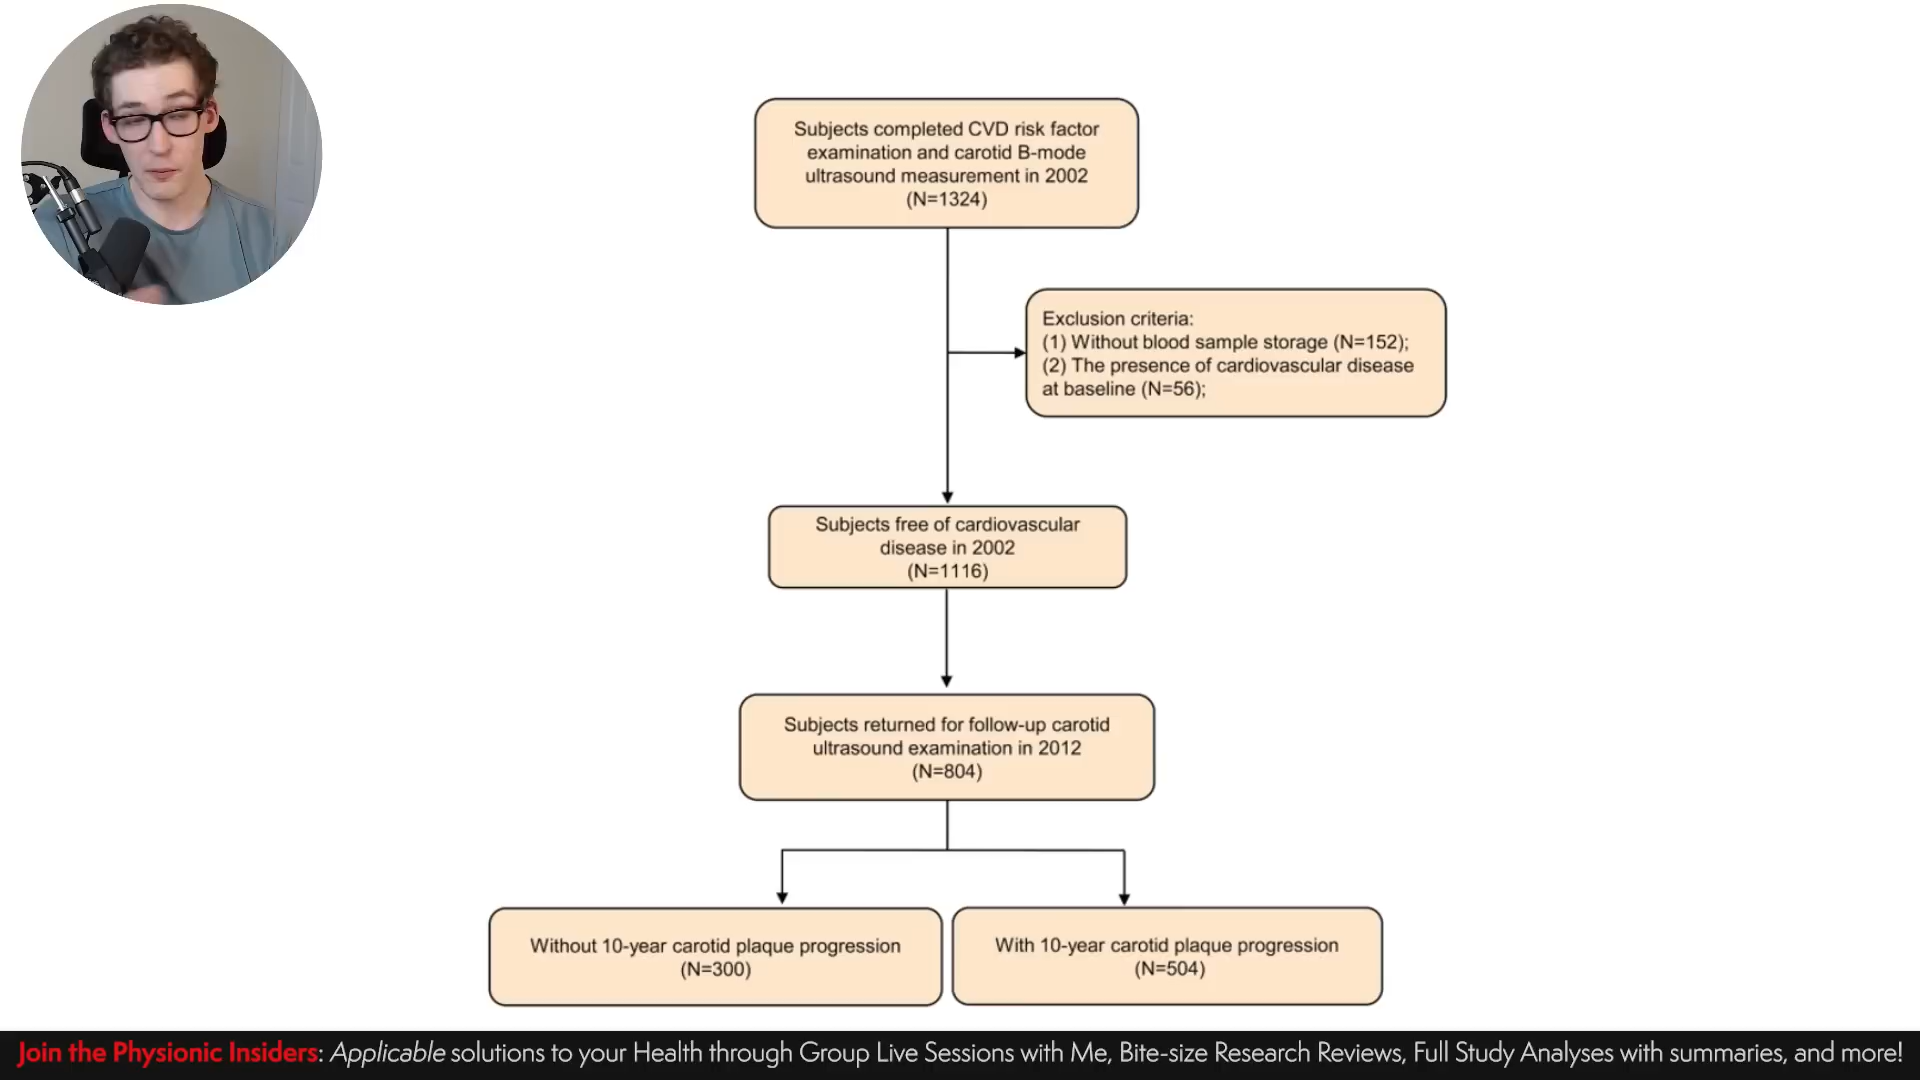 Subjects completed CVD risk factor
examination and carotid B-mode
ultrasound measurement in 2002
(N=1324)
Exclusion criteria:
(1) Without blood sample storage (N=152);
(2) The presence of cardiovascular disease
at baseline (N=56);
Subjects free of cardiovascular
disease in 2002
(N=1116)
Subjects returned for follow-up carotid
ultrasound examination in 2012
(N=804)
Without 10-year carotid plaque progression
(N=300)
With 10-year carotid plaque progression
(N=504)
Join the Physionic Insiders: Applicable solutions to your Health through Group Live Sessions with Me, Bite-size Research Reviews, Full Study Analyses with summaries, and more!